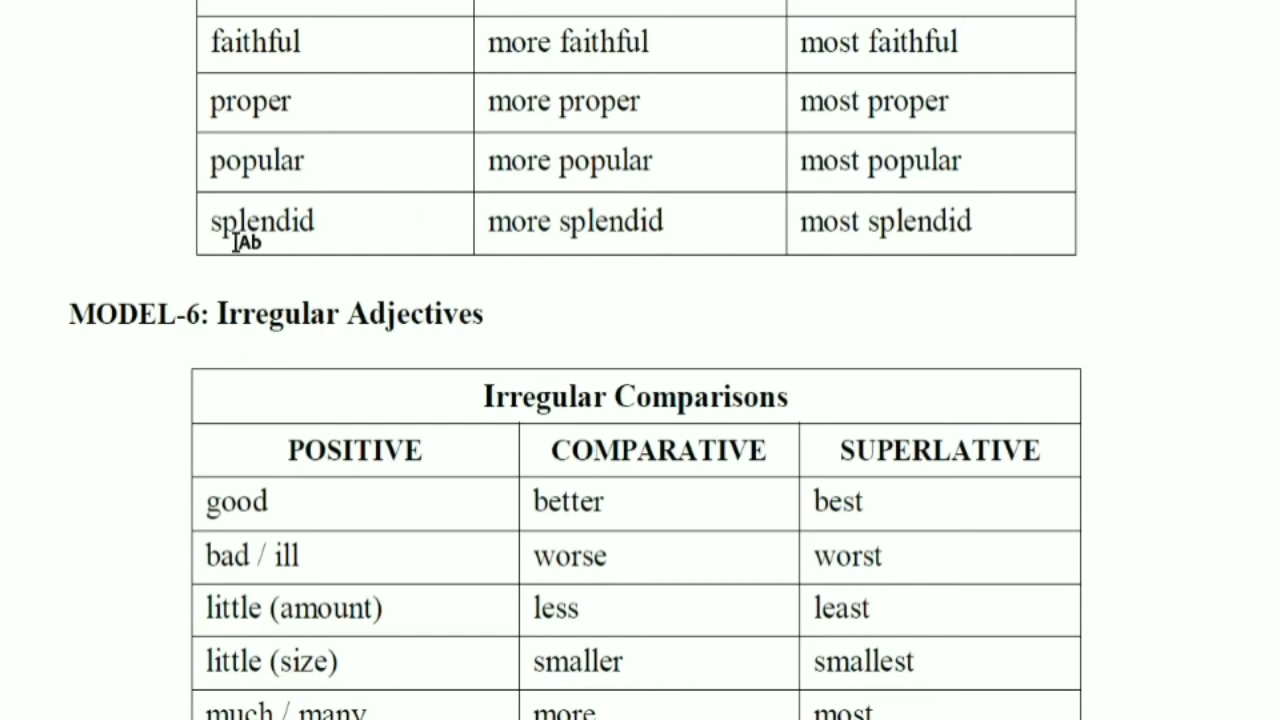 faithful more faithful most faithful
proper more proper most proper
popular more popular most popular
splendid more splendid most splendid
Ab
MODEL-6: Irregular Adjectives
Irregular Comparisons
POSITIVE COMPARATIVE SUPERLATIVE
good better best
bad / ill worse worst
little (amount) less least
little (size) smaller smallest
much / many more most